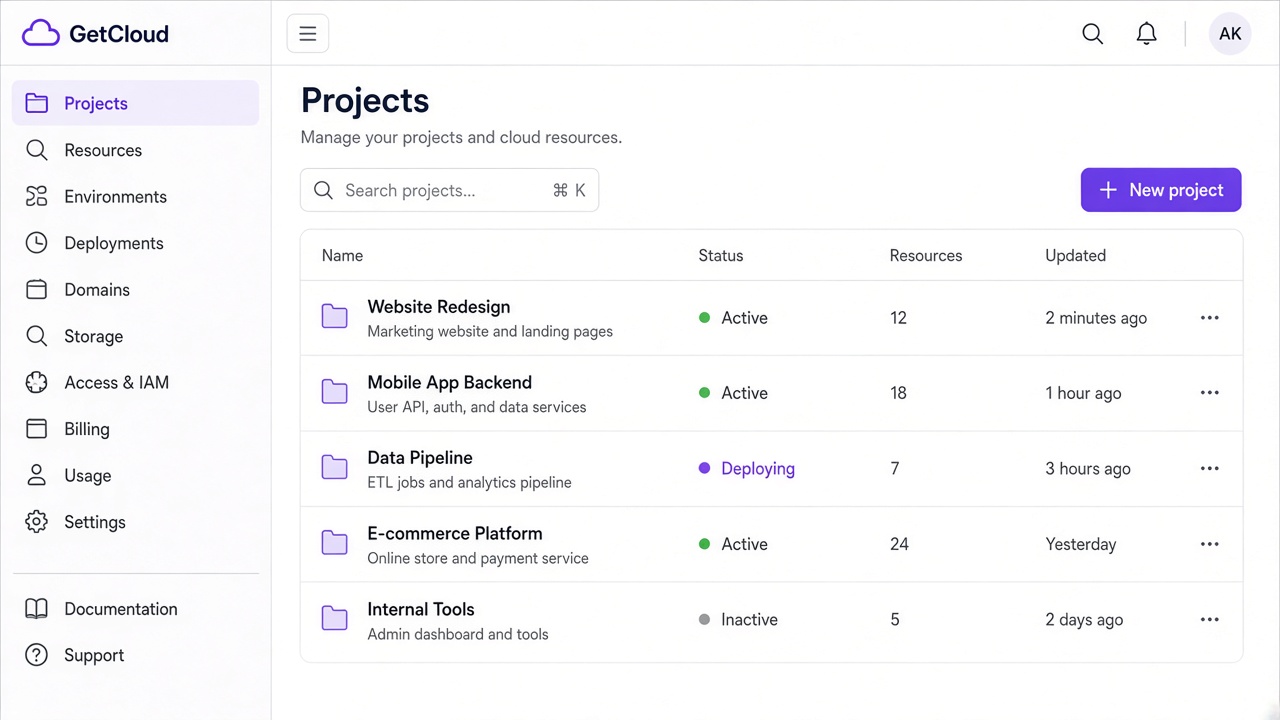 GetCloud
AK
Projects
Resources
Environments
Deployments
Domains
Storage
Access & IAM
Billing
Usage
Settings
Documentation
Support
Projects
Manage your projects and cloud resources.
Search projects... ⌘ K
New project
Name Status Resources Updated
Website Redesign
Marketing website and landing pages
Active 12 2 minutes ago
Mobile App Backend
User API, auth, and data services
Active 18 1 hour ago
Data Pipeline
ETL jobs and analytics pipeline
Deploying 7 3 hours ago
E-commerce Platform
Online store and payment service
Active 24 Yesterday
Internal Tools
Admin dashboard and tools
Inactive 5 2 days ago